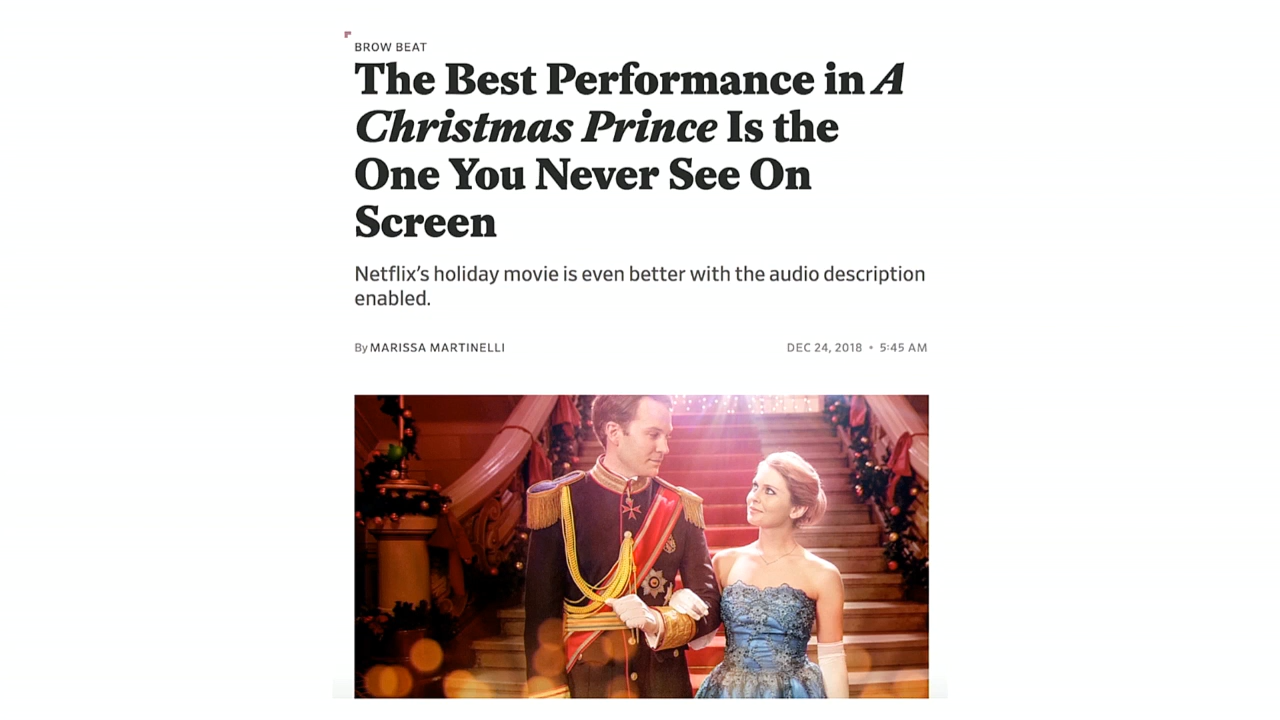 BROW BEAT
The Best Performance in A
Christmas Prince Is the
One You Never See On
Screen
Netflix’s holiday movie is even better with the audio description
enabled.
By MARISSA MARTINELLI
DEC 24, 2018 • 5:45 AM